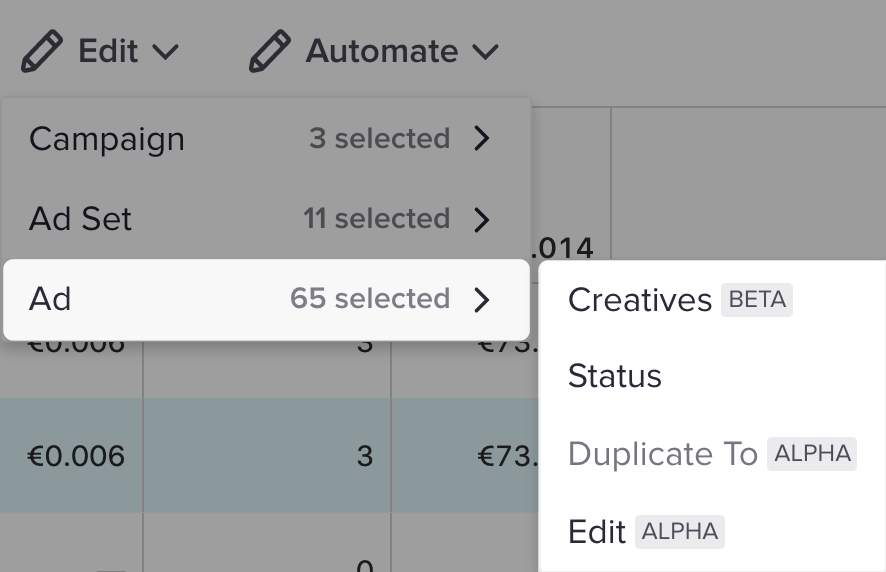 Edit Automate
Campaign 3 selected
Ad Set 11 selected
.014
Ad 65 selected
Creatives BETA
€0.006 3 €73.
Status
€0.006 3 €73.
Duplicate To ALPHA
Edit ALPHA
0